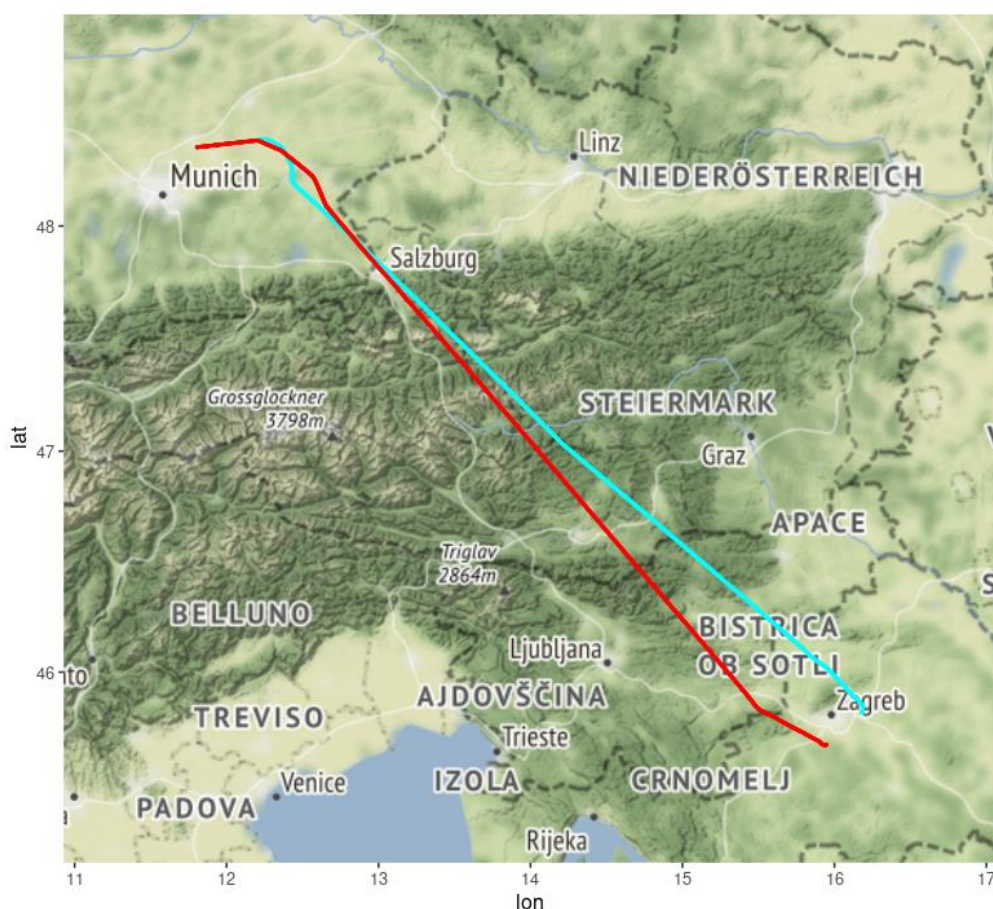 Linz
NIEDERÖSTERREICH
Munich
48
Salzburg
Grossglockner
3798m
STEIERMARK
47
Graz
lat
APACE
Triglav
2864m
BELLUNO
BISTRICA
OB SOTLI
Ljubljana
46
nto
AJDOVŠČINA
Zagreb
TREVISO
Trieste
IZOLA
CRNOMELJ
Venice
PADOVA
Rijeka
11
12
13
14
15
16
17
lon